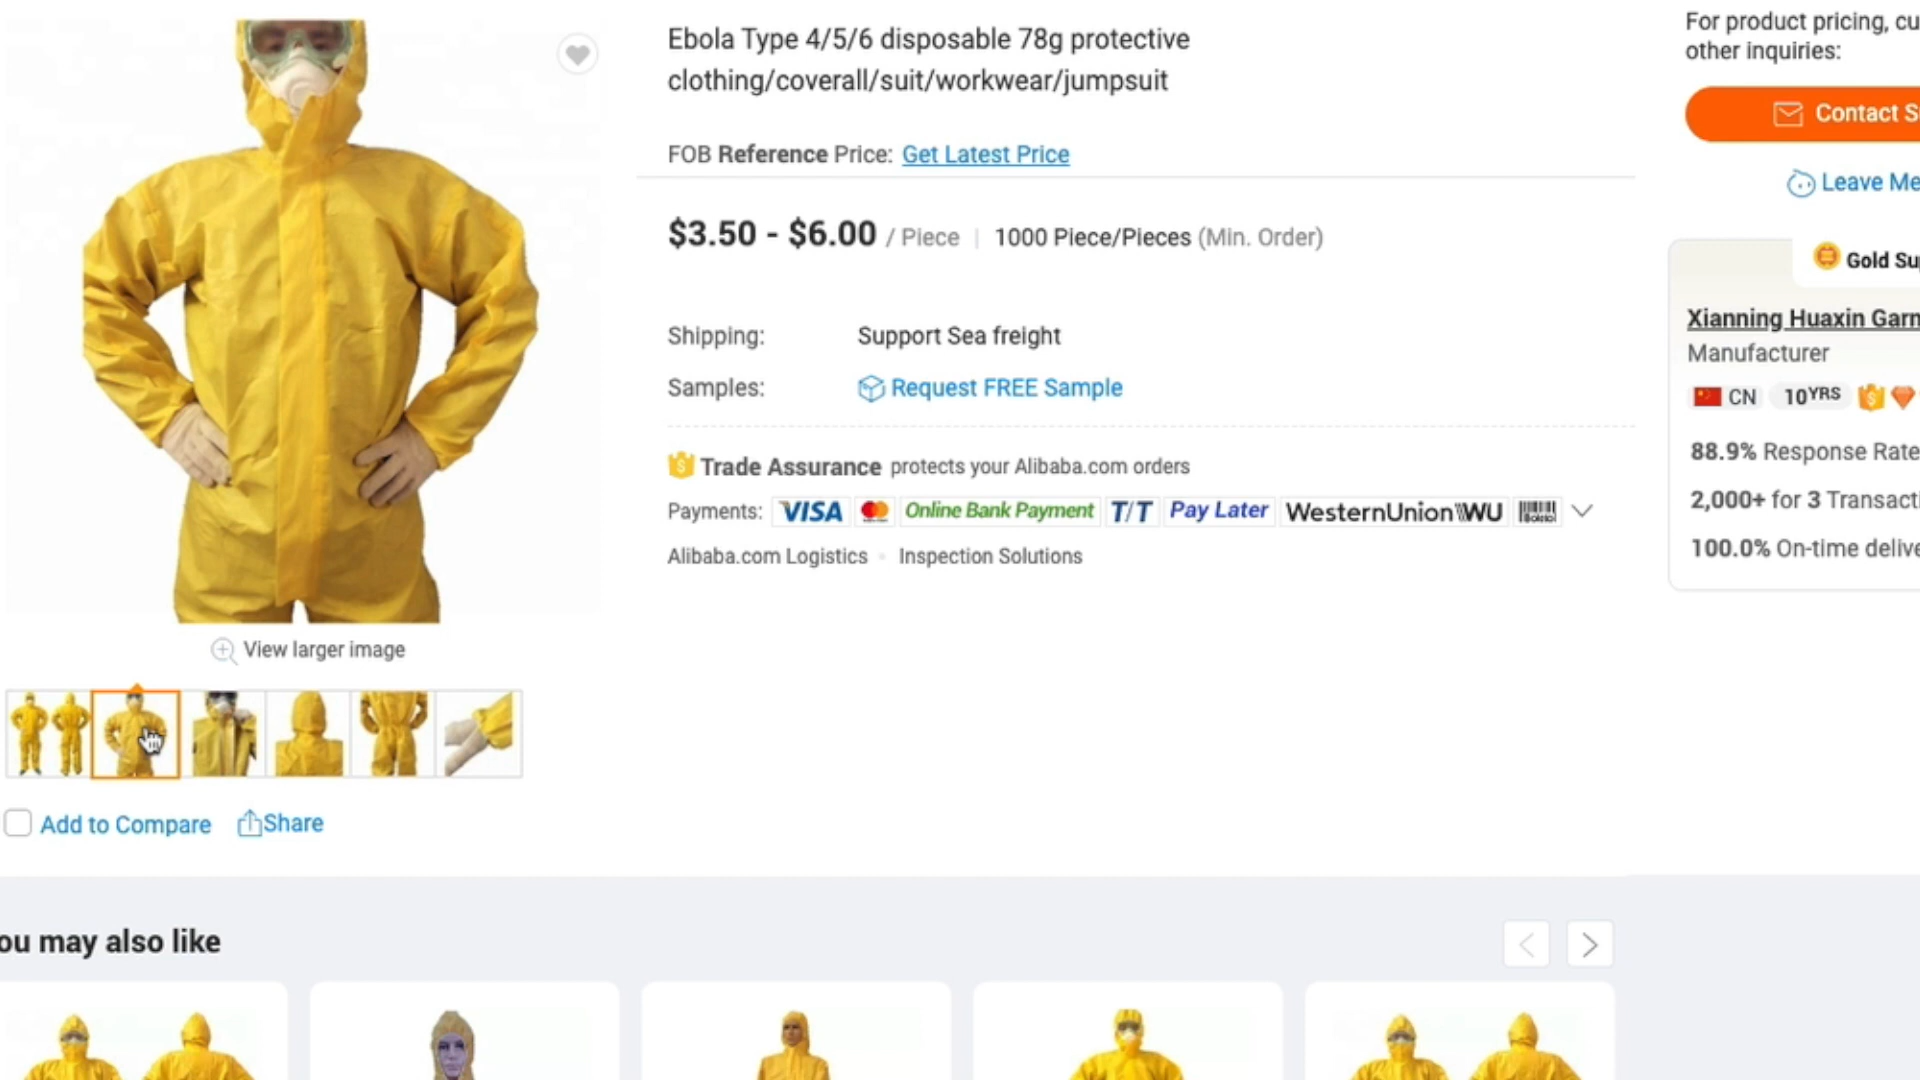 Ebola Type 4/5/6 disposable 78g protective
clothing/coverall/suit/workwear/jumpsuit
FOB Reference Price: Get Latest Price
$3.50 - $6.00 / Piece | 1000 Piece/Pieces (Min. Order)
Shipping: Support Sea freight
Samples: Request FREE Sample
Trade Assurance protects your Alibaba.com orders
Payments: VISA Online Bank Payment T/T Pay Later WesternUnion WU
Alibaba.com Logistics Inspection Solutions
View larger image
Add to Compare Share
For product pricing, cu
other inquiries:
Contact S
Leave Me
Gold Su
Xianning Huaxin Garn
Manufacturer
CN 10YRS
88.9% Response Rate
2,000+ for 3 Transacti
100.0% On-time delive
ou may also like